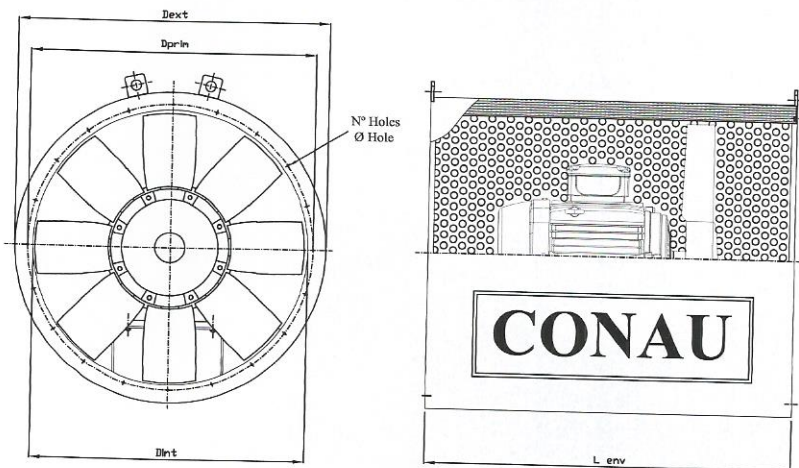 Dext
Dprim
Nº Holes
Ø Hole
CONAU
Dint
L env